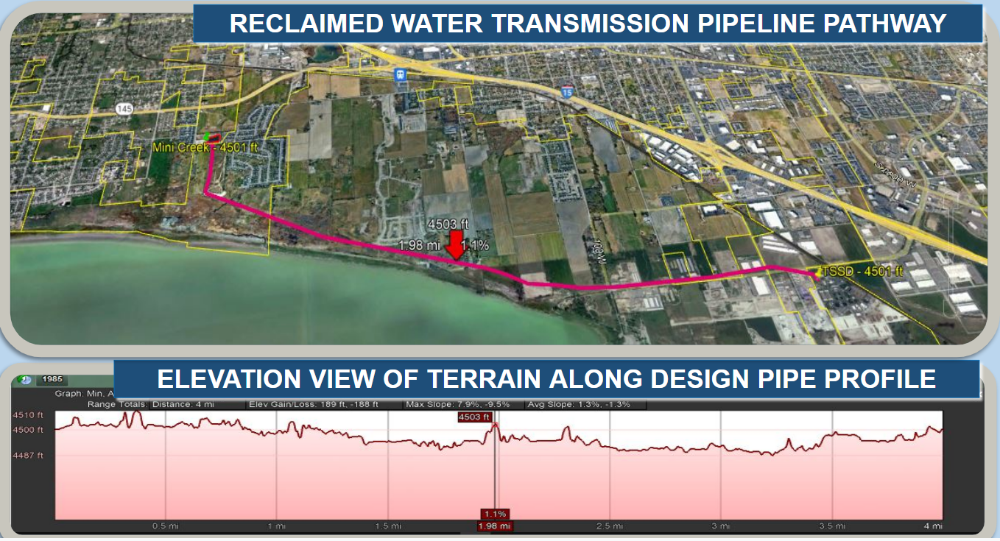 RECLAIMED WATER TRANSMISSION PIPELINE PATHWAY
15
145
Mini Creek - 4501 ft
4503 ft
1.98 mi 1.1%
TSSD - 4501 ft
ELEVATION VIEW OF TERRAIN ALONG DESIGN PIPE PROFILE
1985
Graph: Min, A
Range Totals: Distance: 4 mi Elev Gain/Loss: 189 ft, -188 ft Max Slope: 7.9%, -9.5% Avg Slope: 1.3%, -1.3%
4510 ft
4503 ft
4500 ft
4487 ft
1.1%
0.5 mi 1 mi 1.5 mi 1.98 mi 2.5 mi 3 mi 3.5 mi 4 mi